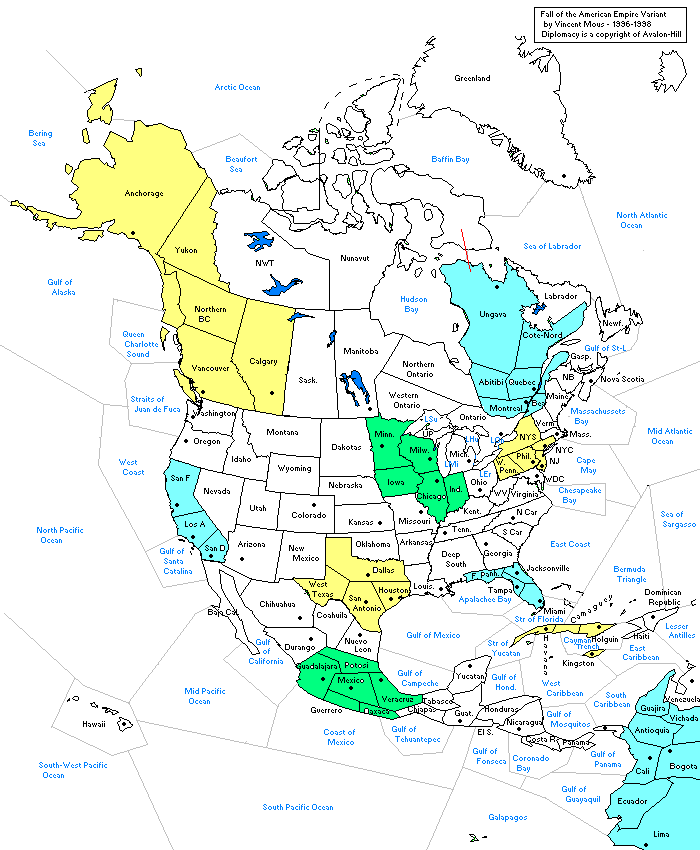 Fall of the American Empire Variant
by Vincent Mous - 1996-1998
Diplomacy is a copyright of Avalon-Hill
Greenland
Arctic Ocean
Bering
Sea
Beaufort
Sea
Baffin Bay
Anchorage
North Atlantic
Ocean
Yukon
Sea of Labrador
NWT
Nunavut
Gulf of
Alaska
Hudson
Bay
Labrador
Northern
BC
Ungava
Newf.
Queen
Charlotte
Sound
Cote-Nord
Gulf of St-L
Manitoba
Vancouver
Calgary
Northern
Ontario
Gasp.
Sask.
Abitibi
Quebec
NB
Nova Scotia
Straits of
Juan de Fuca
Western
Ontario
Maine
Bea
Montreal
Massachussets
Bay
Washington
Ontario
LSu
Verm.
Montana
Minn.
UP
NYS
Mass.
Mid Atlantic
Ocean
Oregon
Dakotas
LHu
LO
NYC
Milw.
Mich.
Phil.
Idaho
Wyoming
LMi
W.
Penn.
NJ
Cape
May
West
Coast
LEr
San F
Nevada
Nebraska
Iowa
Ohio
WDC
Chicago
Ind.
WV
Virginia
Chesapeake
Bay
Utah
Colorado
Kent.
Los A
Kansas
Missouri
N Car
Sea of
Sargasso
North Pacific
Ocean
Tenn.
S Car
Arizona
New
Mexico
Oklahoma
Arkansas
East Coast
San D
Deep
South
Georgia
Gulf of
Santa
Catalina
Dallas
F. Panh.
Jacksonville
Bermuda
Triangle
West
Texas
Houston
Louis.
Tampa
San
Antonio
Apalachee Bay
Camaguey
Dominican
Republic
Baja Cal.
Chihuahua
Coahuila
Miami
Str of Florida
Lesser
Antilles
Gulf
of
California
Durango
Nuevo
Leon
Gulf of Mexico
Str of
Yucatan
Havana
Cayman
Trench
Holguin
Haiti
East
Caribbean
Kingston
Guadalajara
Potosi
Gulf of
Campeche
Yucatan
Gulf of
Hond.
West
Caribbean
Mid Pacific
Ocean
Mexico
Veracruz
Tabasco
South
Caribbean
Venezuela
Guerrero
Oaxaca
Chiapas
Guat.
Honduras
Guajira
Vichada
Hawaii
Nicaragua
Gulf of
Mosquitos
Antioquia
Coast of
Mexico
Gulf of
Tehuantepec
El S.
Costa R.
Panama
Gulf of
Fonseca
Coronado
Bay
Gulf of
Panama
Cali
Bogota
South-West Pacific
Ocean
Gulf of
Guayaquil
Ecuador
South Pacific Ocean
Galapagos
Lima